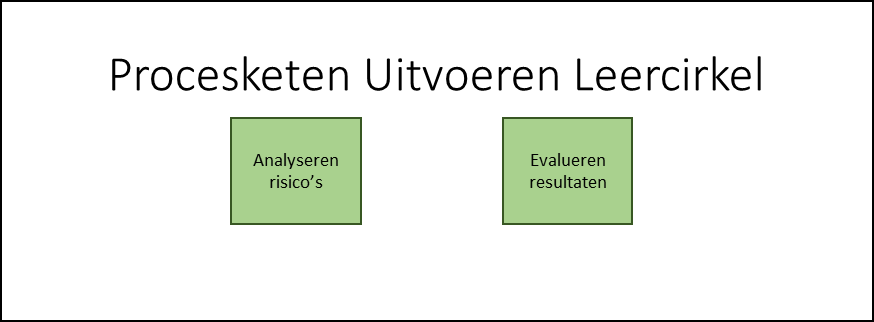 Procesketen Uitvoeren Leercirkel
Analyseren
risico’s
Evalueren
resultaten